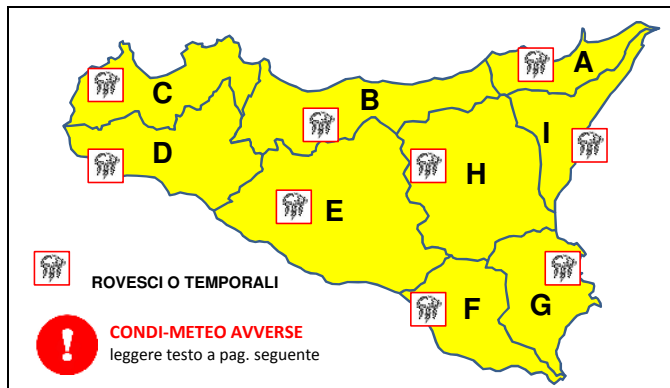 A
C
B
I
D
H
E
F
G
ROVESCI O TEMPORALI
CONDI-METEO AVVERSE
leggere testo a pag. seguente